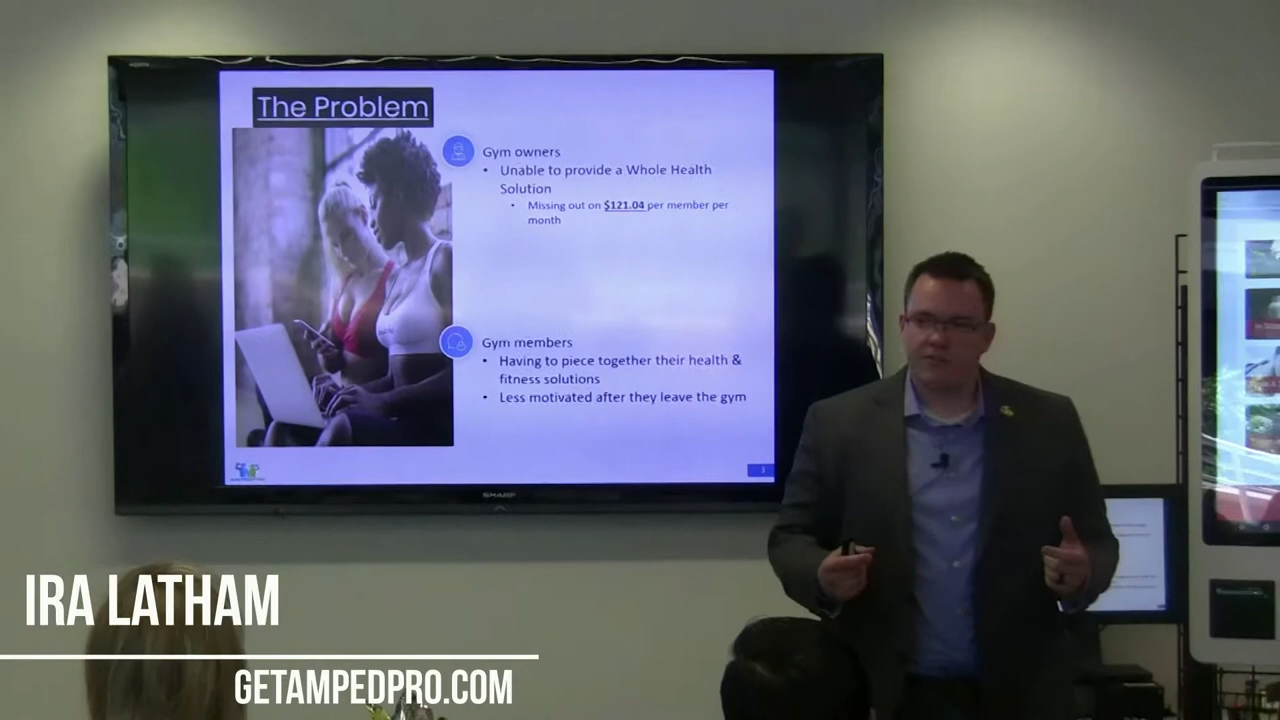 The Problem
Gym owners
• Unable to provide a Whole Health
Solution
• Missing out on $121.04 per member per
month
Gym members
• Having to piece together their health &
fitness solutions
• Less motivated after they leave the gym
3
SHARP
IRA LATHAM
GETAMPEDPRO.COM